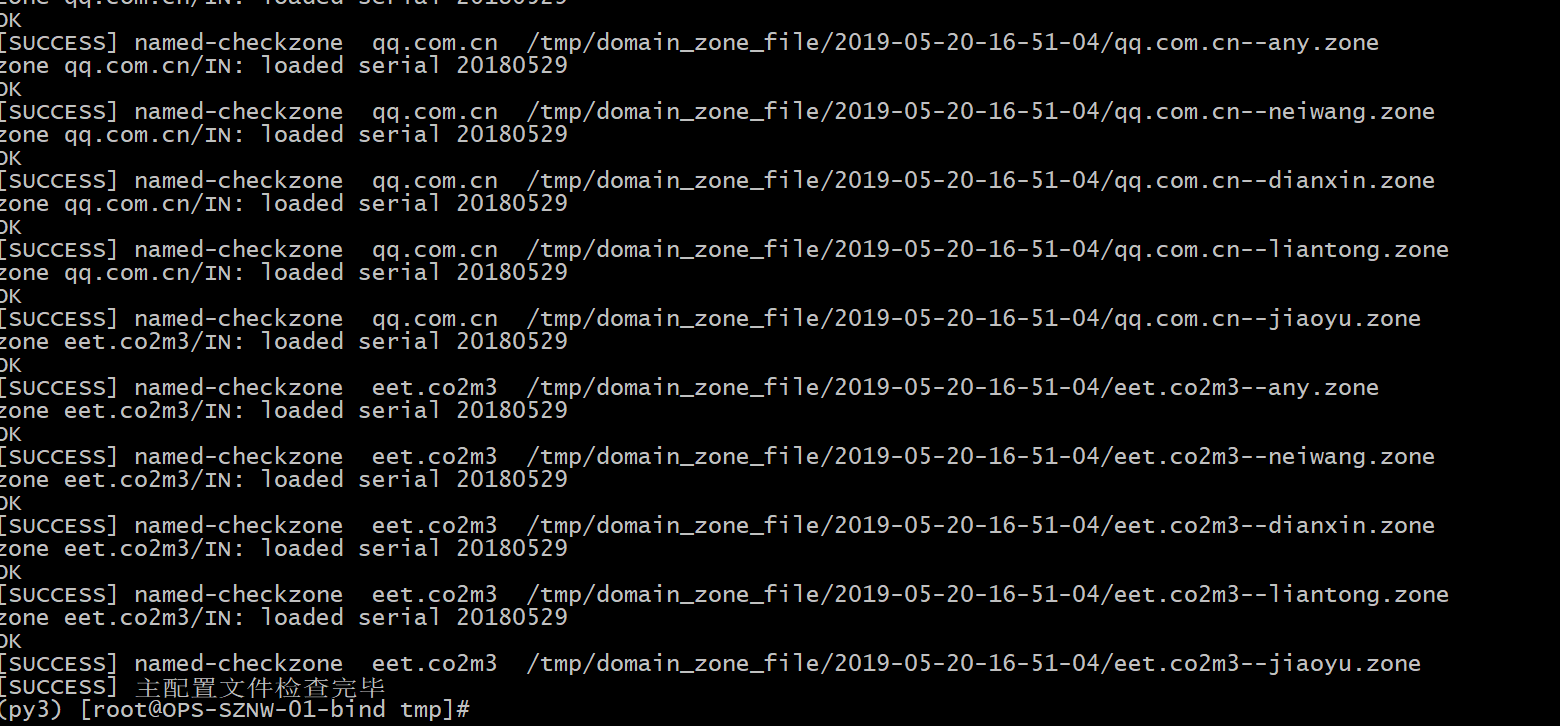 zone qq.com.cn/IN: loaded serial 20180529
OK
[SUCCESS] named-checkzone  qq.com.cn  /tmp/domain_zone_file/2019-05-20-16-51-04/qq.com.cn--any.zone
zone qq.com.cn/IN: loaded serial 20180529
OK
[SUCCESS] named-checkzone  qq.com.cn  /tmp/domain_zone_file/2019-05-20-16-51-04/qq.com.cn--neiwang.zone
zone qq.com.cn/IN: loaded serial 20180529
OK
[SUCCESS] named-checkzone  qq.com.cn  /tmp/domain_zone_file/2019-05-20-16-51-04/qq.com.cn--dianxin.zone
zone qq.com.cn/IN: loaded serial 20180529
OK
[SUCCESS] named-checkzone  qq.com.cn  /tmp/domain_zone_file/2019-05-20-16-51-04/qq.com.cn--liantong.zone
zone qq.com.cn/IN: loaded serial 20180529
OK
[SUCCESS] named-checkzone  qq.com.cn  /tmp/domain_zone_file/2019-05-20-16-51-04/qq.com.cn--jiaoyu.zone
zone eet.co2m3/IN: loaded serial 20180529
OK
[SUCCESS] named-checkzone  eet.co2m3  /tmp/domain_zone_file/2019-05-20-16-51-04/eet.co2m3--any.zone
zone eet.co2m3/IN: loaded serial 20180529
OK
[SUCCESS] named-checkzone  eet.co2m3  /tmp/domain_zone_file/2019-05-20-16-51-04/eet.co2m3--neiwang.zone
zone eet.co2m3/IN: loaded serial 20180529
OK
[SUCCESS] named-checkzone  eet.co2m3  /tmp/domain_zone_file/2019-05-20-16-51-04/eet.co2m3--dianxin.zone
zone eet.co2m3/IN: loaded serial 20180529
OK
[SUCCESS] named-checkzone  eet.co2m3  /tmp/domain_zone_file/2019-05-20-16-51-04/eet.co2m3--liantong.zone
zone eet.co2m3/IN: loaded serial 20180529
OK
[SUCCESS] named-checkzone  eet.co2m3  /tmp/domain_zone_file/2019-05-20-16-51-04/eet.co2m3--jiaoyu.zone
[SUCCESS] 主配置文件检查完毕
(py3) [root@OPS-SZNW-01-bind tmp]#